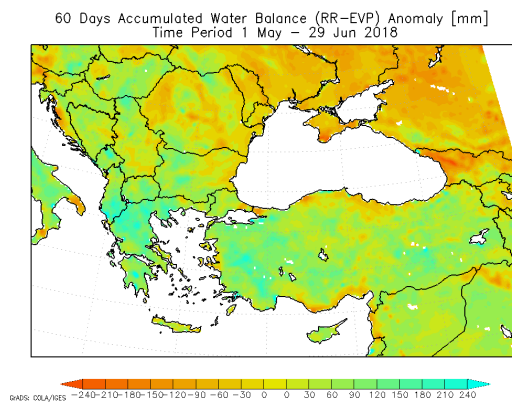 60 Days Accumulated Water Balance (RR-EVP) Anomaly [mm]
Time Period 1 May - 29 Jun 2018
GrADS: COLA/IGES -240-210-180-150-120-90 -60 -30 0 0 30 60 90 120 150 180 210 240